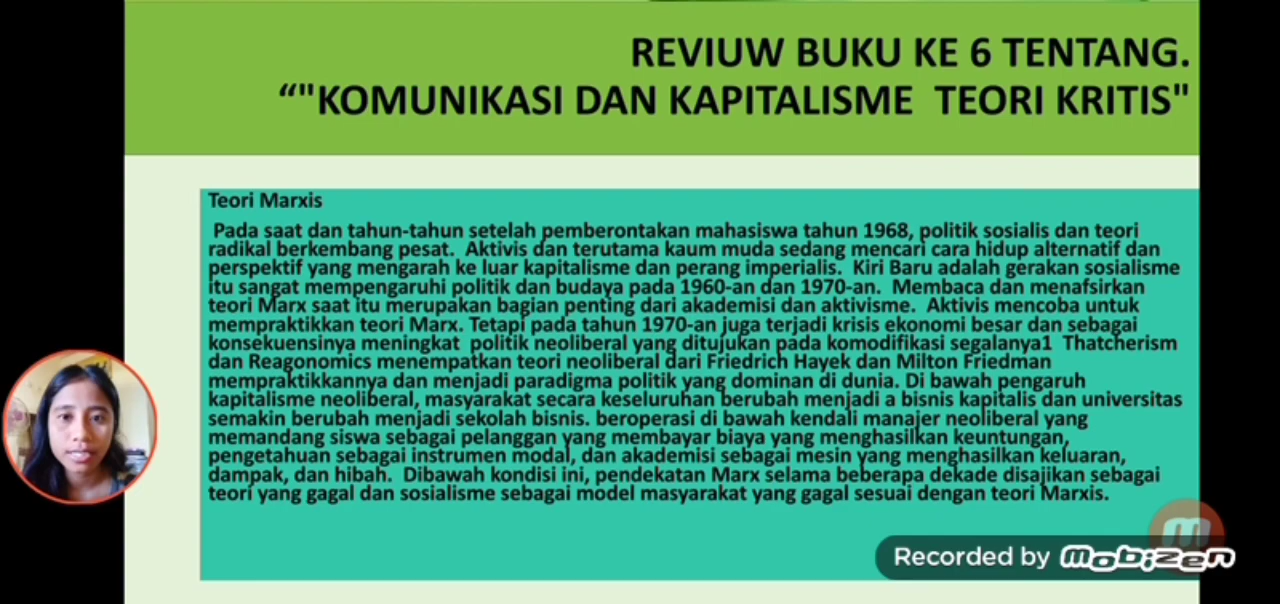 REVIUW BUKU KE 6 TENTANG.
“"KOMUNIKASI DAN KAPITALISME  TEORI KRITIS"
Teori Marxis
Pada saat dan tahun-tahun setelah pemberontakan mahasiswa tahun 1968, politik sosialis dan teori
radikal berkembang pesat.  Aktivis dan terutama kaum muda sedang mencari cara hidup alternatif dan
perspektif yang mengarah ke luar kapitalisme dan perang imperialis.  Kiri Baru adalah gerakan sosialisme
itu sangat mempengaruhi politik dan budaya pada 1960-an dan 1970-an.  Membaca dan menafsirkan
teori Marx saat itu merupakan bagian penting dari akademisi dan aktivisme.  Aktivis mencoba untuk
mempraktikkan teori Marx. Tetapi pada tahun 1970-an juga terjadi krisis ekonomi besar dan sebagai
konsekuensinya meningkat  politik neoliberal yang ditujukan pada komodifikasi segalanya1  Thatcherism
dan Reagonomics menempatkan teori neoliberal dari Friedrich Hayek dan Milton Friedman
mempraktikkannya dan menjadi paradigma politik yang dominan di dunia. Di bawah pengaruh
kapitalisme neoliberal, masyarakat secara keseluruhan berubah menjadi a bisnis kapitalis dan universitas
semakin berubah menjadi sekolah bisnis. beroperasi di bawah kendali manajer neoliberal yang
memandang siswa sebagai pelanggan yang membayar biaya yang menghasilkan keuntungan,
pengetahuan sebagai instrumen modal, dan akademisi sebagai mesin yang menghasilkan keluaran,
dampak, dan hibah.  Dibawah kondisi ini, pendekatan Marx selama beberapa dekade disajikan sebagai
teori yang gagal dan sosialisme sebagai model masyarakat yang gagal sesuai dengan teori Marxis.
Recorded by mobizen